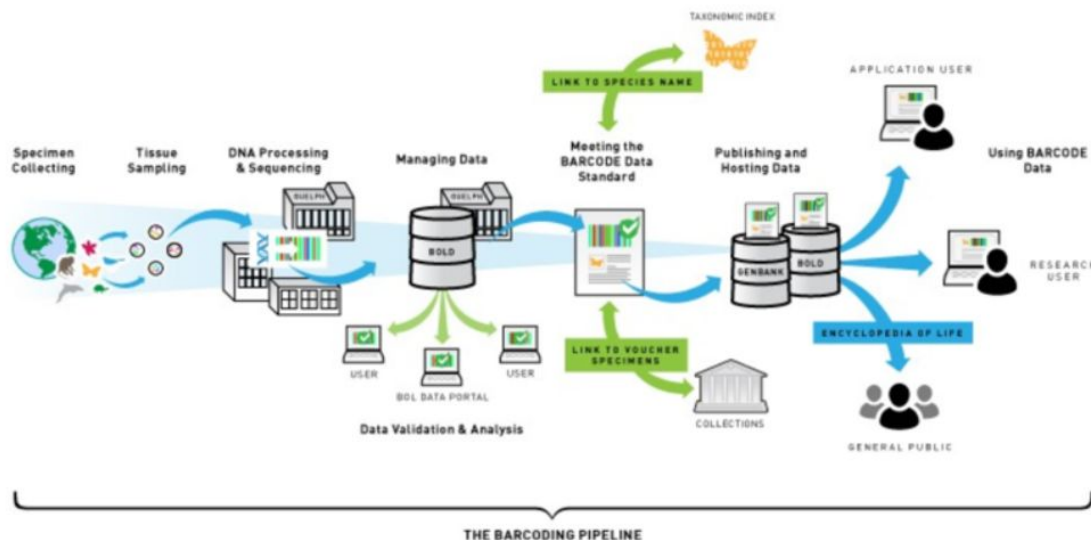 TAXONOMIC INDEX
LINK TO SPECIES NAME
APPLICATION USER
Specimen
Collecting
Tissue
Sampling
DNA Processing
& Sequencing
Managing Data
Meeting the
BARCODE Data
Standard
Publishing and
Hosting Data
Using BARCODE
Data
GUELPH
GUELPH
BOLD
GENBANK
BOLD
RESEARCH
USER
ENCYCLOPEDIA OF LIFE
LINK TO VOUCHER
SPECIMENS
USER
BOL DATA PORTAL
USER
COLLECTIONS
Data Validation & Analysis
GENERAL PUBLIC
THE BARCODING PIPELINE